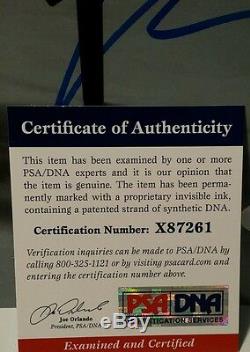 Certificate of Authenticity
This item has been examined by one or more
PSA/DNA experts and it is our opinion that
the item is genuine. The item has been perma-
nently marked with a proprietary invisible ink,
containing a patented strand of synthetic DNA.
Certification Number: X87261
Verification inquiries can be made to PSA/DNA by
calling 800-325-1121 or by visiting psacard.com and
entering the certification number above.
Joe Orlando
President, PSA/DNA
PSA DNA
Examined and Certified